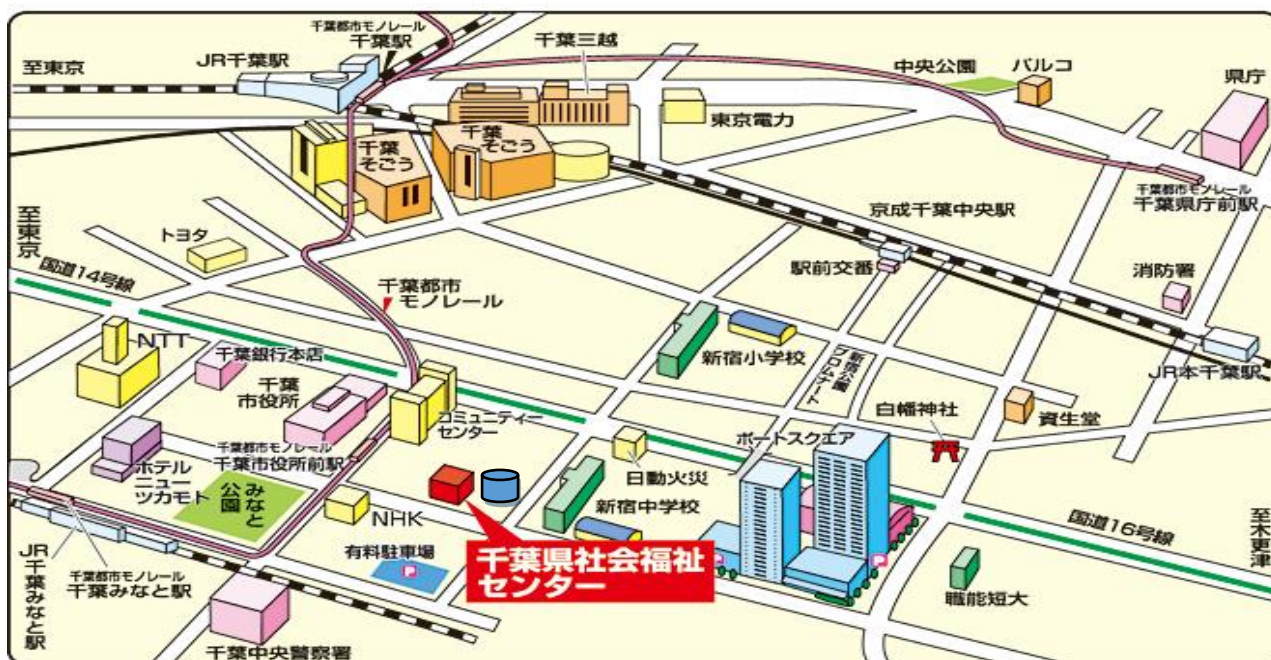 千葉都市モノレール
千葉駅
JR千葉駅
至東京
千葉三越
中央公園
パルコ
県庁
東京電力
千葉
そごう
千葉
そごう
千葉都市モノレール
千葉県庁前駅
京成千葉中央駅
至東京
トヨタ
国道14号線
駅前交番
消防署
千葉都市
モノレール
NTT
千葉銀行本店
新宿小学校
新宿公園
プロムナード
JR本千葉駅
千葉
市役所
コミュニティー
センター
白幡神社
資生堂
ポートスクエア
千葉都市モノレール
千葉市役所前駅
ホテル
ニュー
ツカモト
みなと
公園
日動火災
NHK
新宿中学校
国道16号線
至木更津
有料駐車場
P
千葉県社会福祉
センター
P
P
JR千葉みなと駅
千葉都市モノレール
千葉みなと駅
職能短大
千葉中央警察署